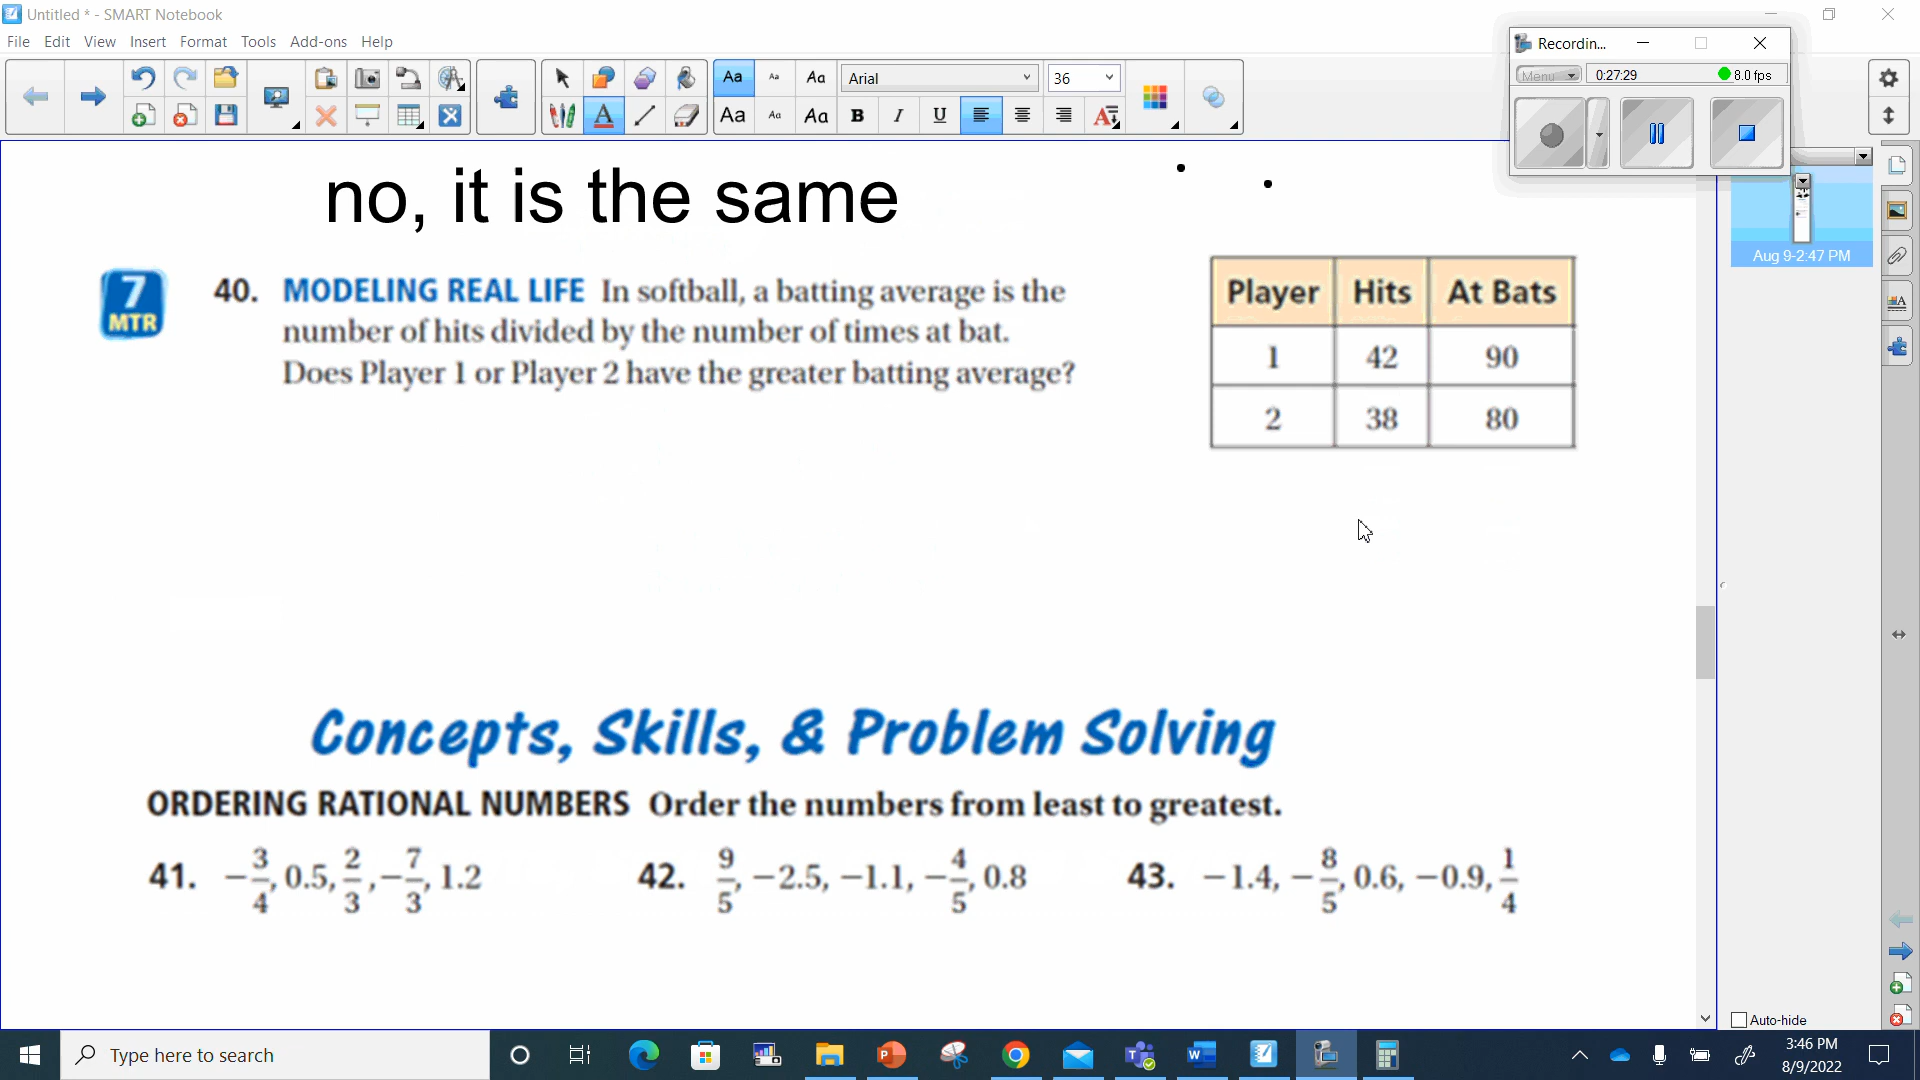 Untitled * - SMART Notebook
File Edit View Insert Format Tools Add-ons Help
Recordin...
Menu 0:27:29 8.0 fps
Aa Aa Aa Arial 36
Aa Aa Aa B I U A
no, it is the same
Aug 9-2:47 PM
7
MTR
40. MODELING REAL LIFE In softball, a batting average is the
number of hits divided by the number of times at bat.
Does Player 1 or Player 2 have the greater batting average?
Player Hits At Bats
1 42 90
2 38 80
Concepts, Skills, & Problem Solving
ORDERING RATIONAL NUMBERS Order the numbers from least to greatest.
41. -3/4, 0.5, 2/3, -7/3, 1.2
42. 9/5, -2.5, -1.1, -4/5, 0.8
43. -1.4, -8/5, 0.6, -0.9, 1/4
Auto-hide
Type here to search
3:46 PM
8/9/2022